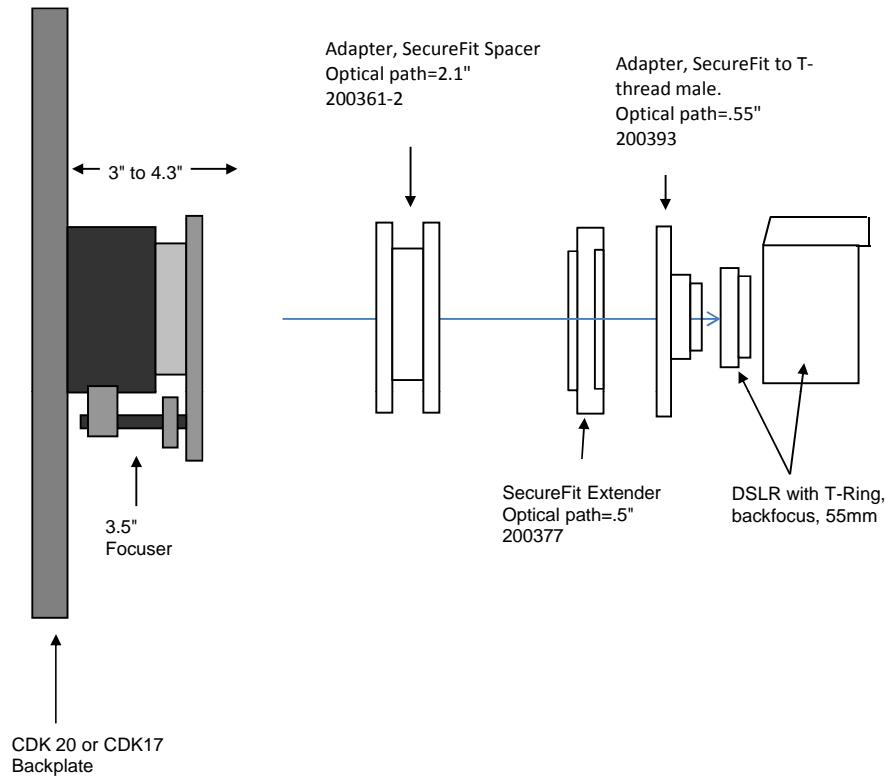 Adapter, SecureFit Spacer
Optical path=2.1"
200361-2
Adapter, SecureFit to T-
thread male.
Optical path=.55"
200393
3" to 4.3"
3.5"
Focuser
SecureFit Extender
Optical path=.5"
200377
DSLR with T-Ring,
backfocus, 55mm
CDK 20 or CDK17
Backplate